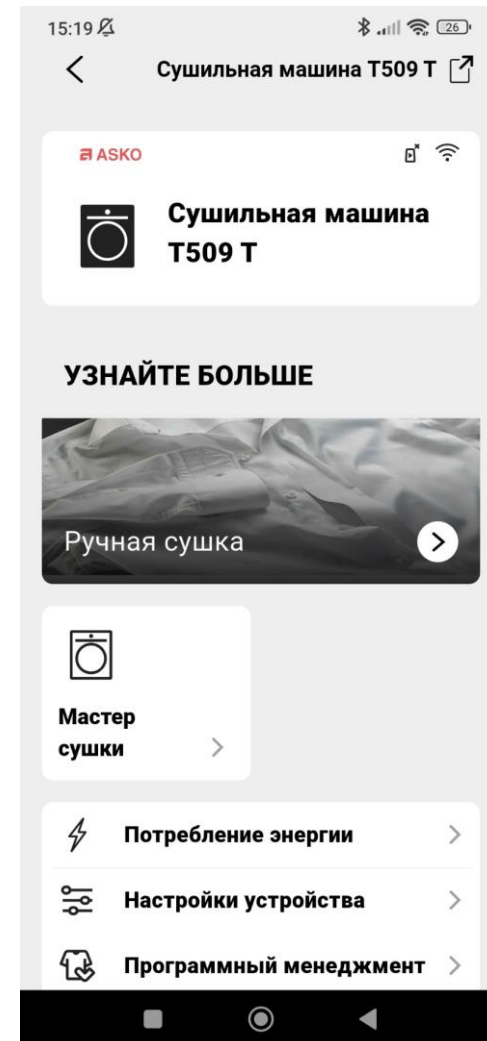 15:19
26
Сушильная машина T509 T
ASKO
Сушильная машина
T509 T
УЗНАЙТЕ БОЛЬШЕ
Ручная сушка
Мастер
сушки
Потребление энергии
Настройки устройства
Программный менеджмент